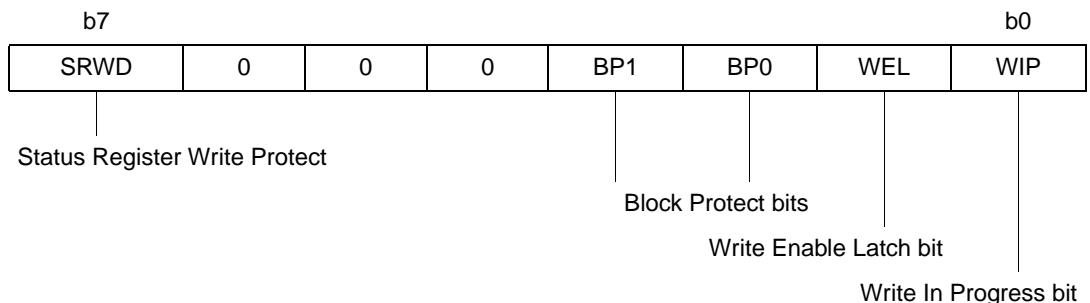 b7 b0
SRWD 0 0 0 BP1 BP0 WEL WIP
Status Register Write Protect
Block Protect bits
Write Enable Latch bit
Write In Progress bit